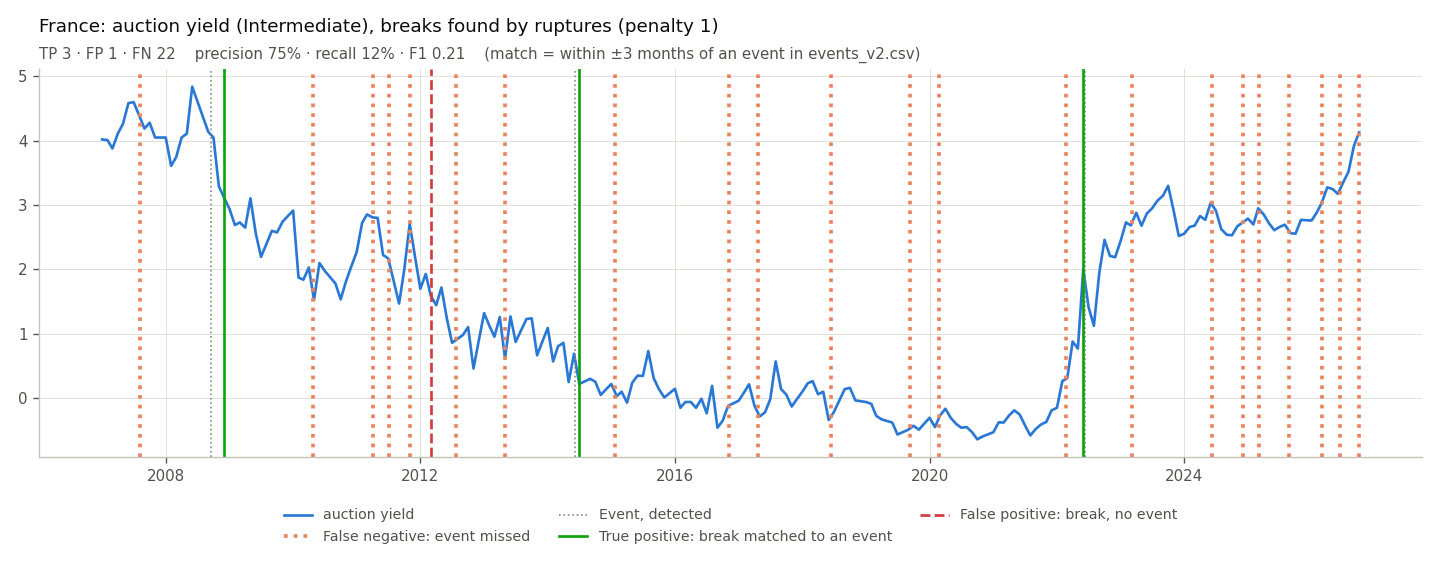 France: auction yield (Intermediate), breaks found by ruptures (penalty 1)
TP 3 · FP 1 · FN 22    precision 75% · recall 12% · F1 0.21    (match = within ±3 months of an event in events_v2.csv)
5
4
3
2
1
0
2008 2012 2016 2020 2024
auction yield
False negative: event missed
Event, detected
True positive: break matched to an event
False positive: break, no event